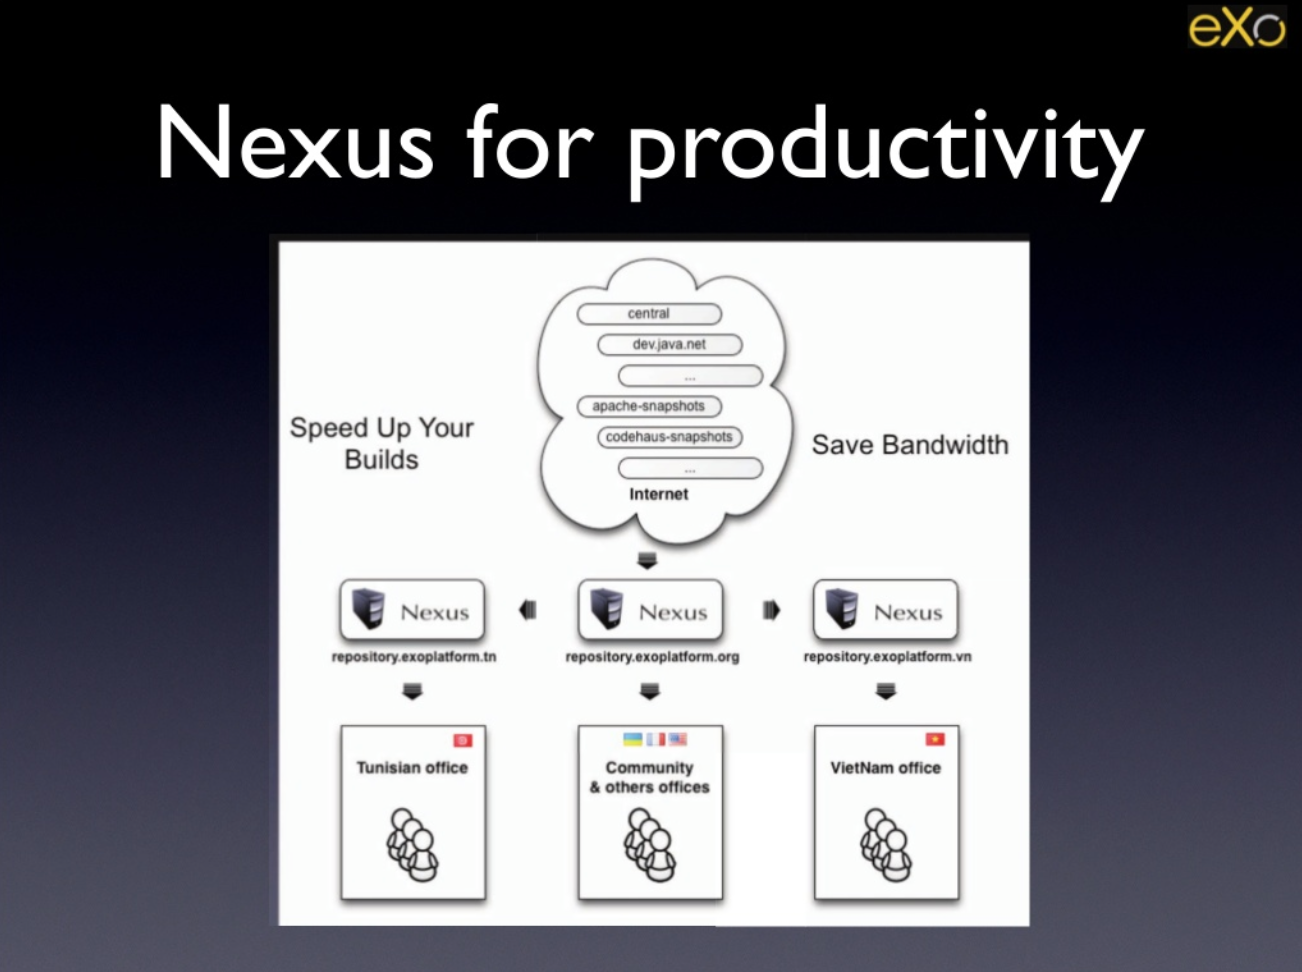 eXo
Nexus for productivity
central
dev.java.net
...
apache-snapshots
codehaus-snapshots
...
Internet
Speed Up Your
Builds
Save Bandwidth
Nexus
Nexus
Nexus
repository.exoplatform.tn
repository.exoplatform.org
repository.exoplatform.vn
Tunisian office
Community
& others offices
VietNam office